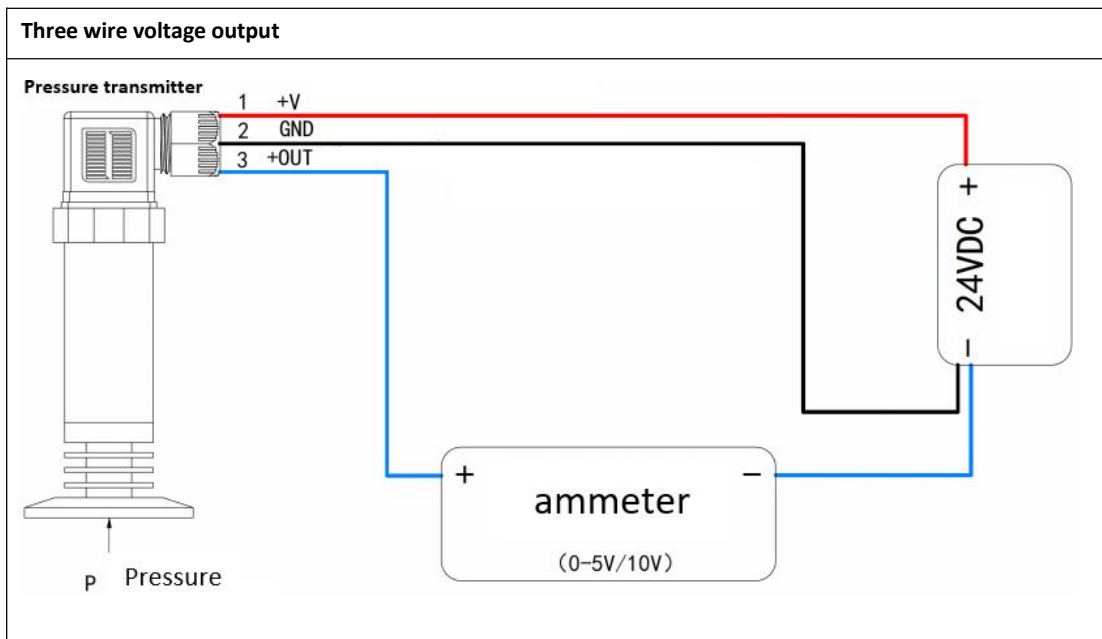 Three wire voltage output
Pressure transmitter
1 +V
2 GND
3 +OUT
+
24VDC
−
+ −
ammeter
(0-5V/10V)
P Pressure